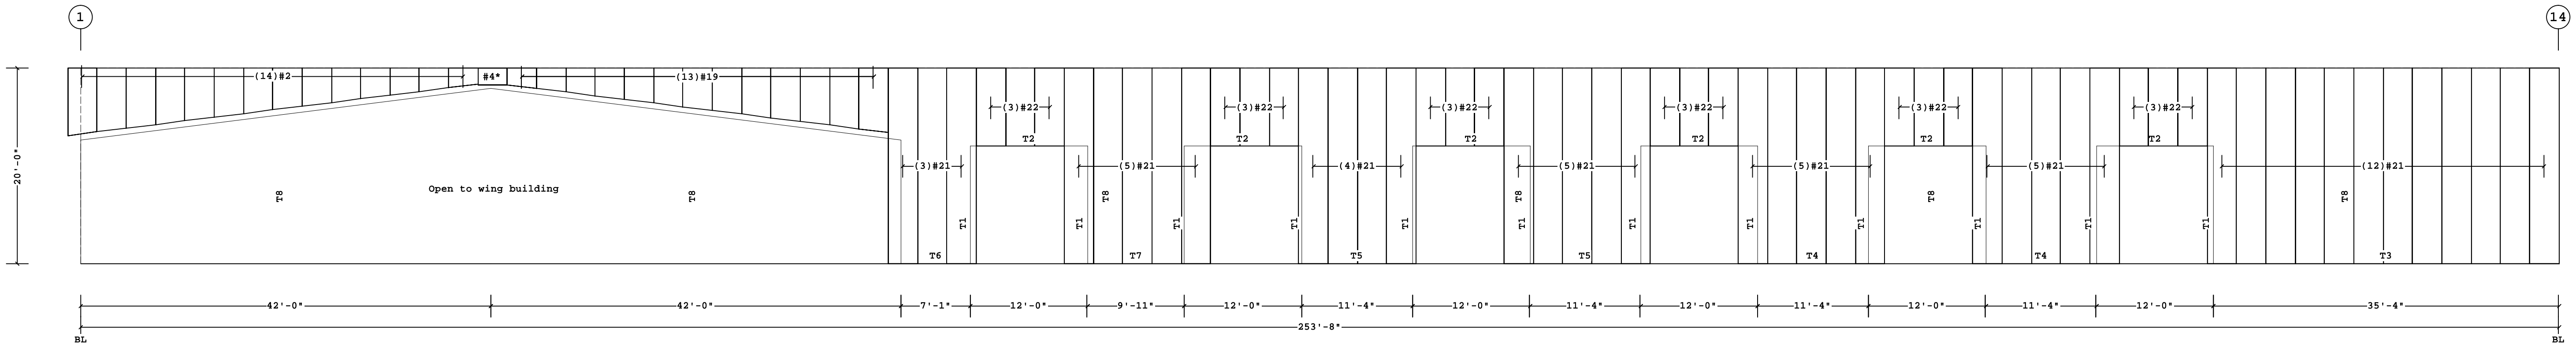 1
14
(14)#2
#4*
(13)#19
(3)#22
(3)#22
(3)#22
(3)#22
(3)#22
(3)#22
T2
T2
T2
T2
T2
T2
(3)#21
(5)#21
(4)#21
(5)#21
(5)#21
(5)#21
(12)#21
20'-0"
Open to wing building
T8
T8
T8
T8
T8
T8
T1
T1
T1
T1
T1
T1
T1
T1
T1
T1
T1
T1
T6
T7
T5
T5
T4
T4
T3
42'-0"
42'-0"
7'-1"
12'-0"
9'-11"
12'-0"
11'-4"
12'-0"
11'-4"
12'-0"
11'-4"
12'-0"
11'-4"
12'-0"
35'-4"
253'-8"
BL
BL